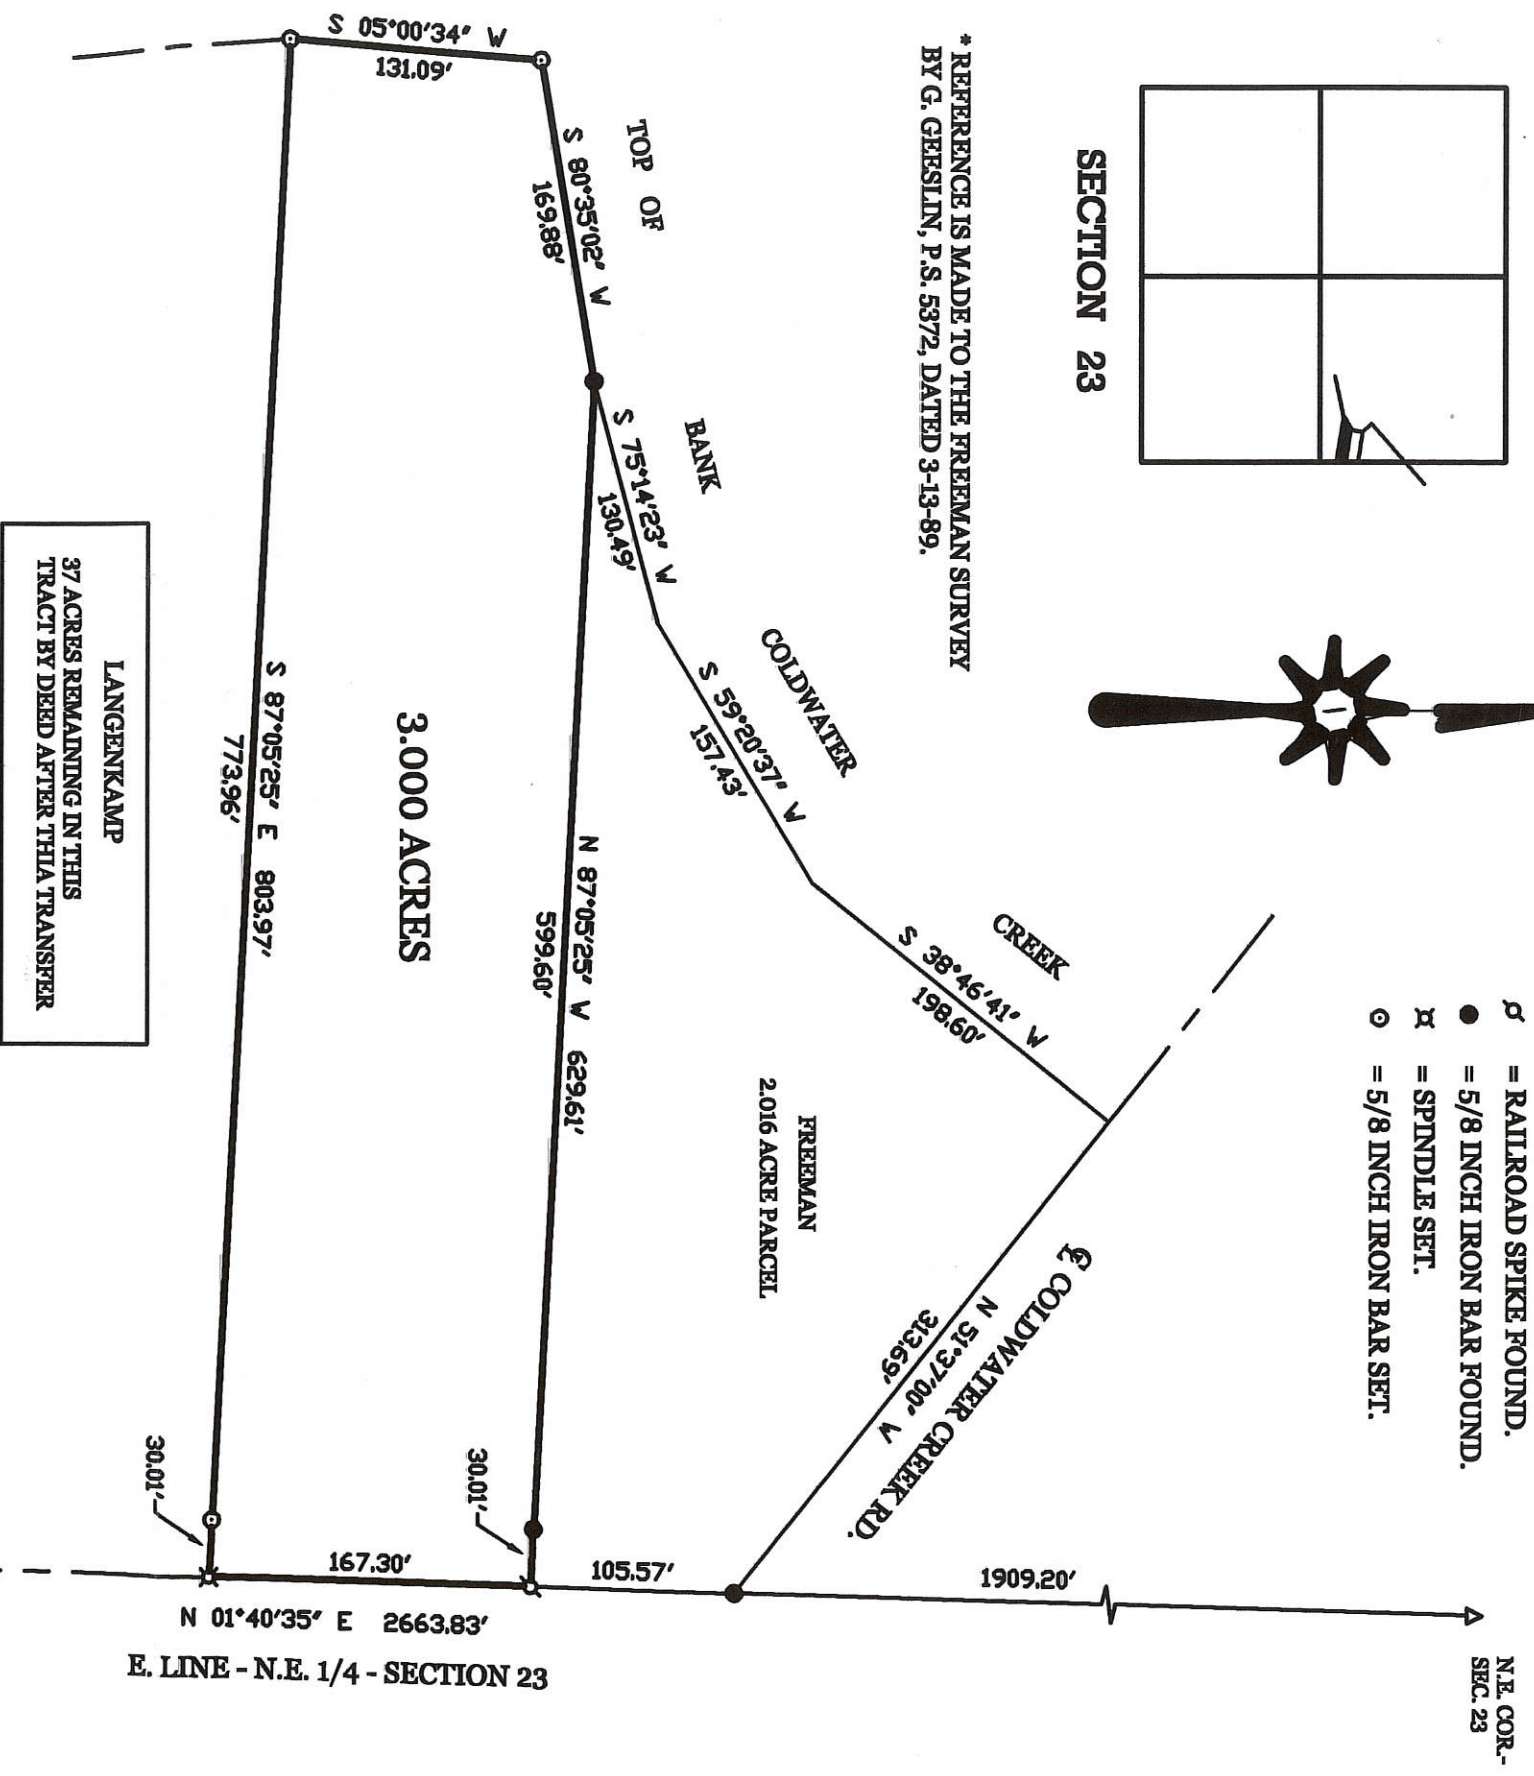 = RAILROAD SPIKE FOUND.
= 5/8 INCH IRON BAR FOUND.
= SPINDLE SET.
= 5/8 INCH IRON BAR SET.
N.E. COR.-
SEC. 23
SECTION 23
* REFERENCE IS MADE TO THE FREEMAN SURVEY
BY G. GEESLIN, P.S. 5372, DATED 3-13-89.
TOP OF
BANK
COLDWATER
CREEK
S 38°46'41" W
198.60'
S 59°20'37" W
157.43'
S 75°14'23" W
130.49'
S 80°35'02" W
169.88'
S 05°00'34" W
131.09'
℄ COLDWATER CREEK RD.
N 51°37'00" W
313.69'
FREEMAN
2.016 ACRE PARCEL
1909.20'
105.57'
N 87°05'25" W 629.61'
599.60'
30.01'
3.000 ACRES
167.30'
N 01°40'35" E 2663.83'
E. LINE - N.E. 1/4 - SECTION 23
S 87°05'25" E 803.97'
773.96'
30.01'
LANGENKAMP
37 ACRES REMAINING IN THIS
TRACT BY DEED AFTER THIA TRANSFER